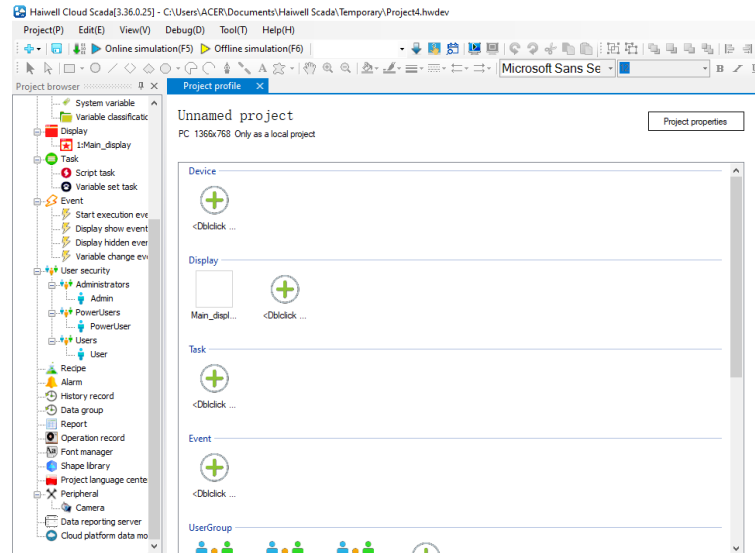 Haiwell Cloud Scada[3.36.0.25] - C:\Users\ACER\Documents\Haiwell Scada\Temporary\Project4.hwdev
Project(P) Edit(E) View(V) Debug(D) Tool(T) Help(H)
Online simulation(F5) Offline simulation(F6)
A Microsoft Sans Se B
Project browser
Project profile
System variable
Variable classificatic
Display
1:Main_display
Task
Script task
Variable set task
Event
Start execution eve
Display show event
Display hidden ever
Variable change eve
User security
Administrators
Admin
PowerUsers
PowerUser
Users
User
Recipe
Alarm
History record
Data group
Report
Operation record
Font manager
Shape library
Project language cente
Peripheral
Camera
Data reporting server
Cloud platform data mo
Unnamed project
PC 1366x768 Only as a local project
Project properties
Device
<Dblclick ...
Display
Main_displ... <Dblclick ...
Task
<Dblclick ...
Event
<Dblclick ...
UserGroup